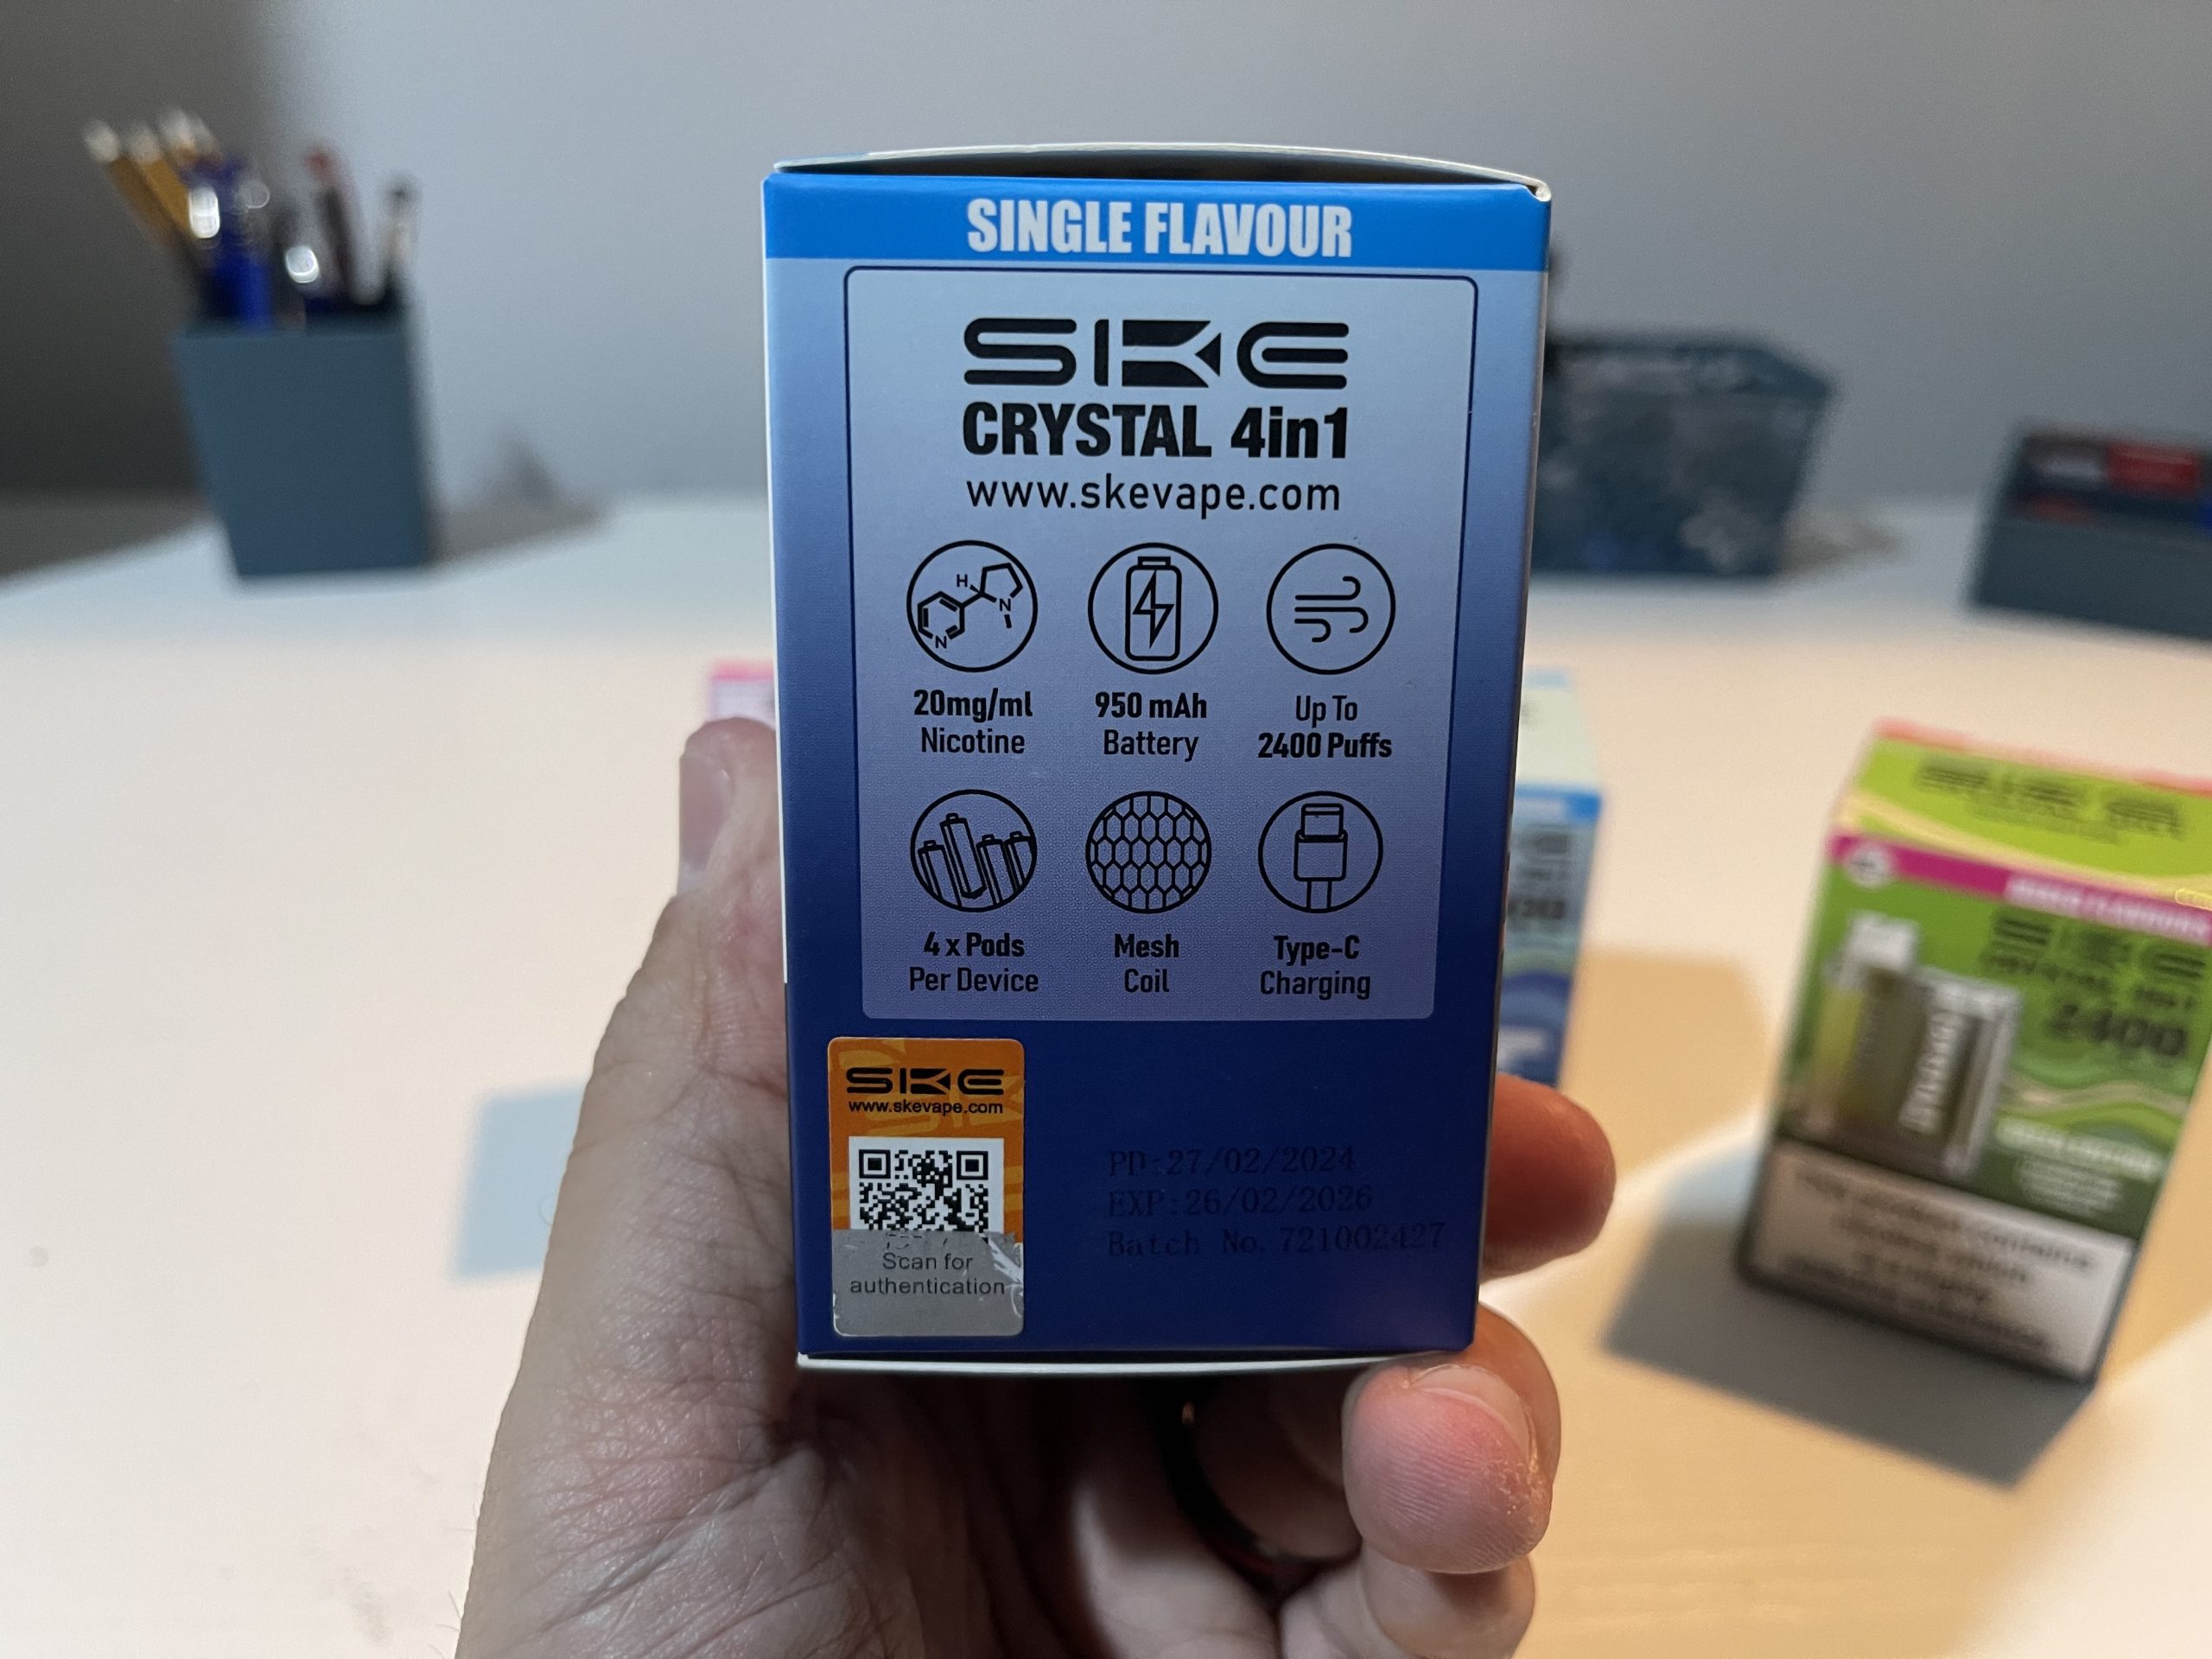 SINGLE FLAVOUR
SKE
CRYSTAL 4in1
www.skevape.com
H
N
N
20mg/ml
Nicotine
950 mAh
Battery
Up To
2400 Puffs
4 x Pods
Per Device
Mesh
Coil
Type-C
Charging
SKE
www.skevape.com
Scan for
authentication
PD:27/02/2024
EXP:26/02/2026
Batch No. 721002427
SKE
2400